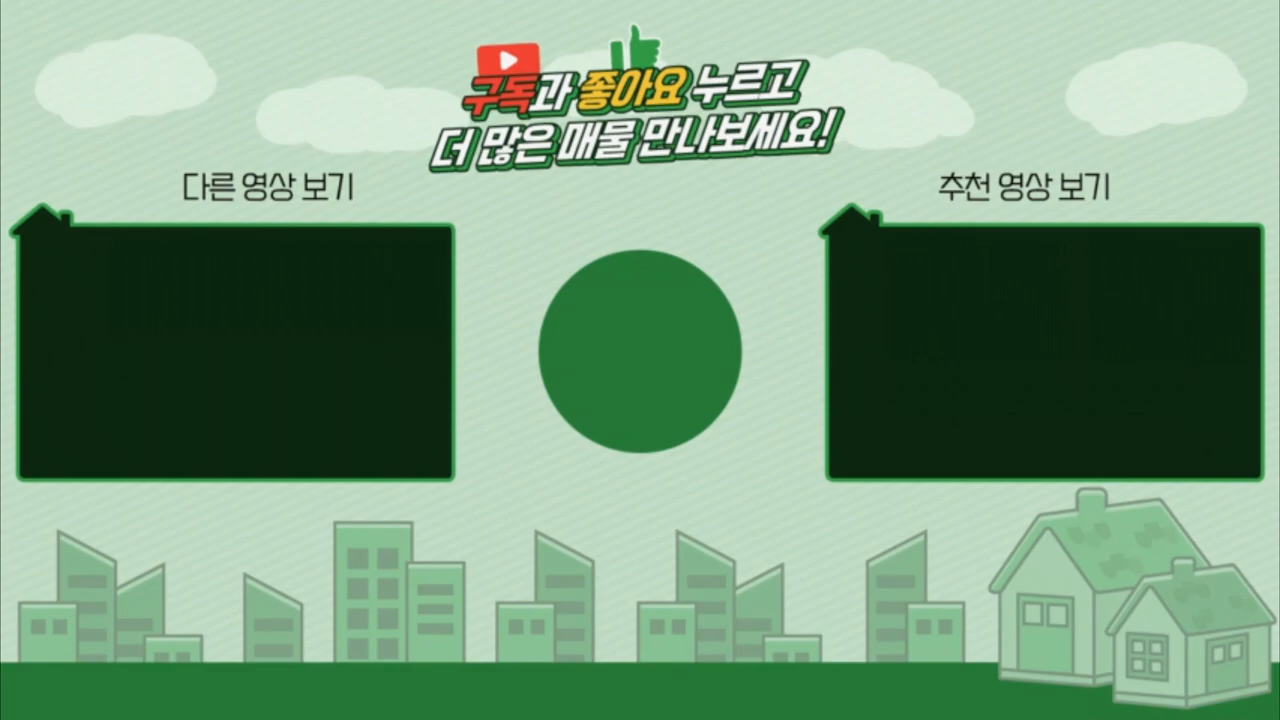 구독과 좋아요 누르고
더 많은 매물 만나보세요!
다른 영상 보기
추천 영상 보기